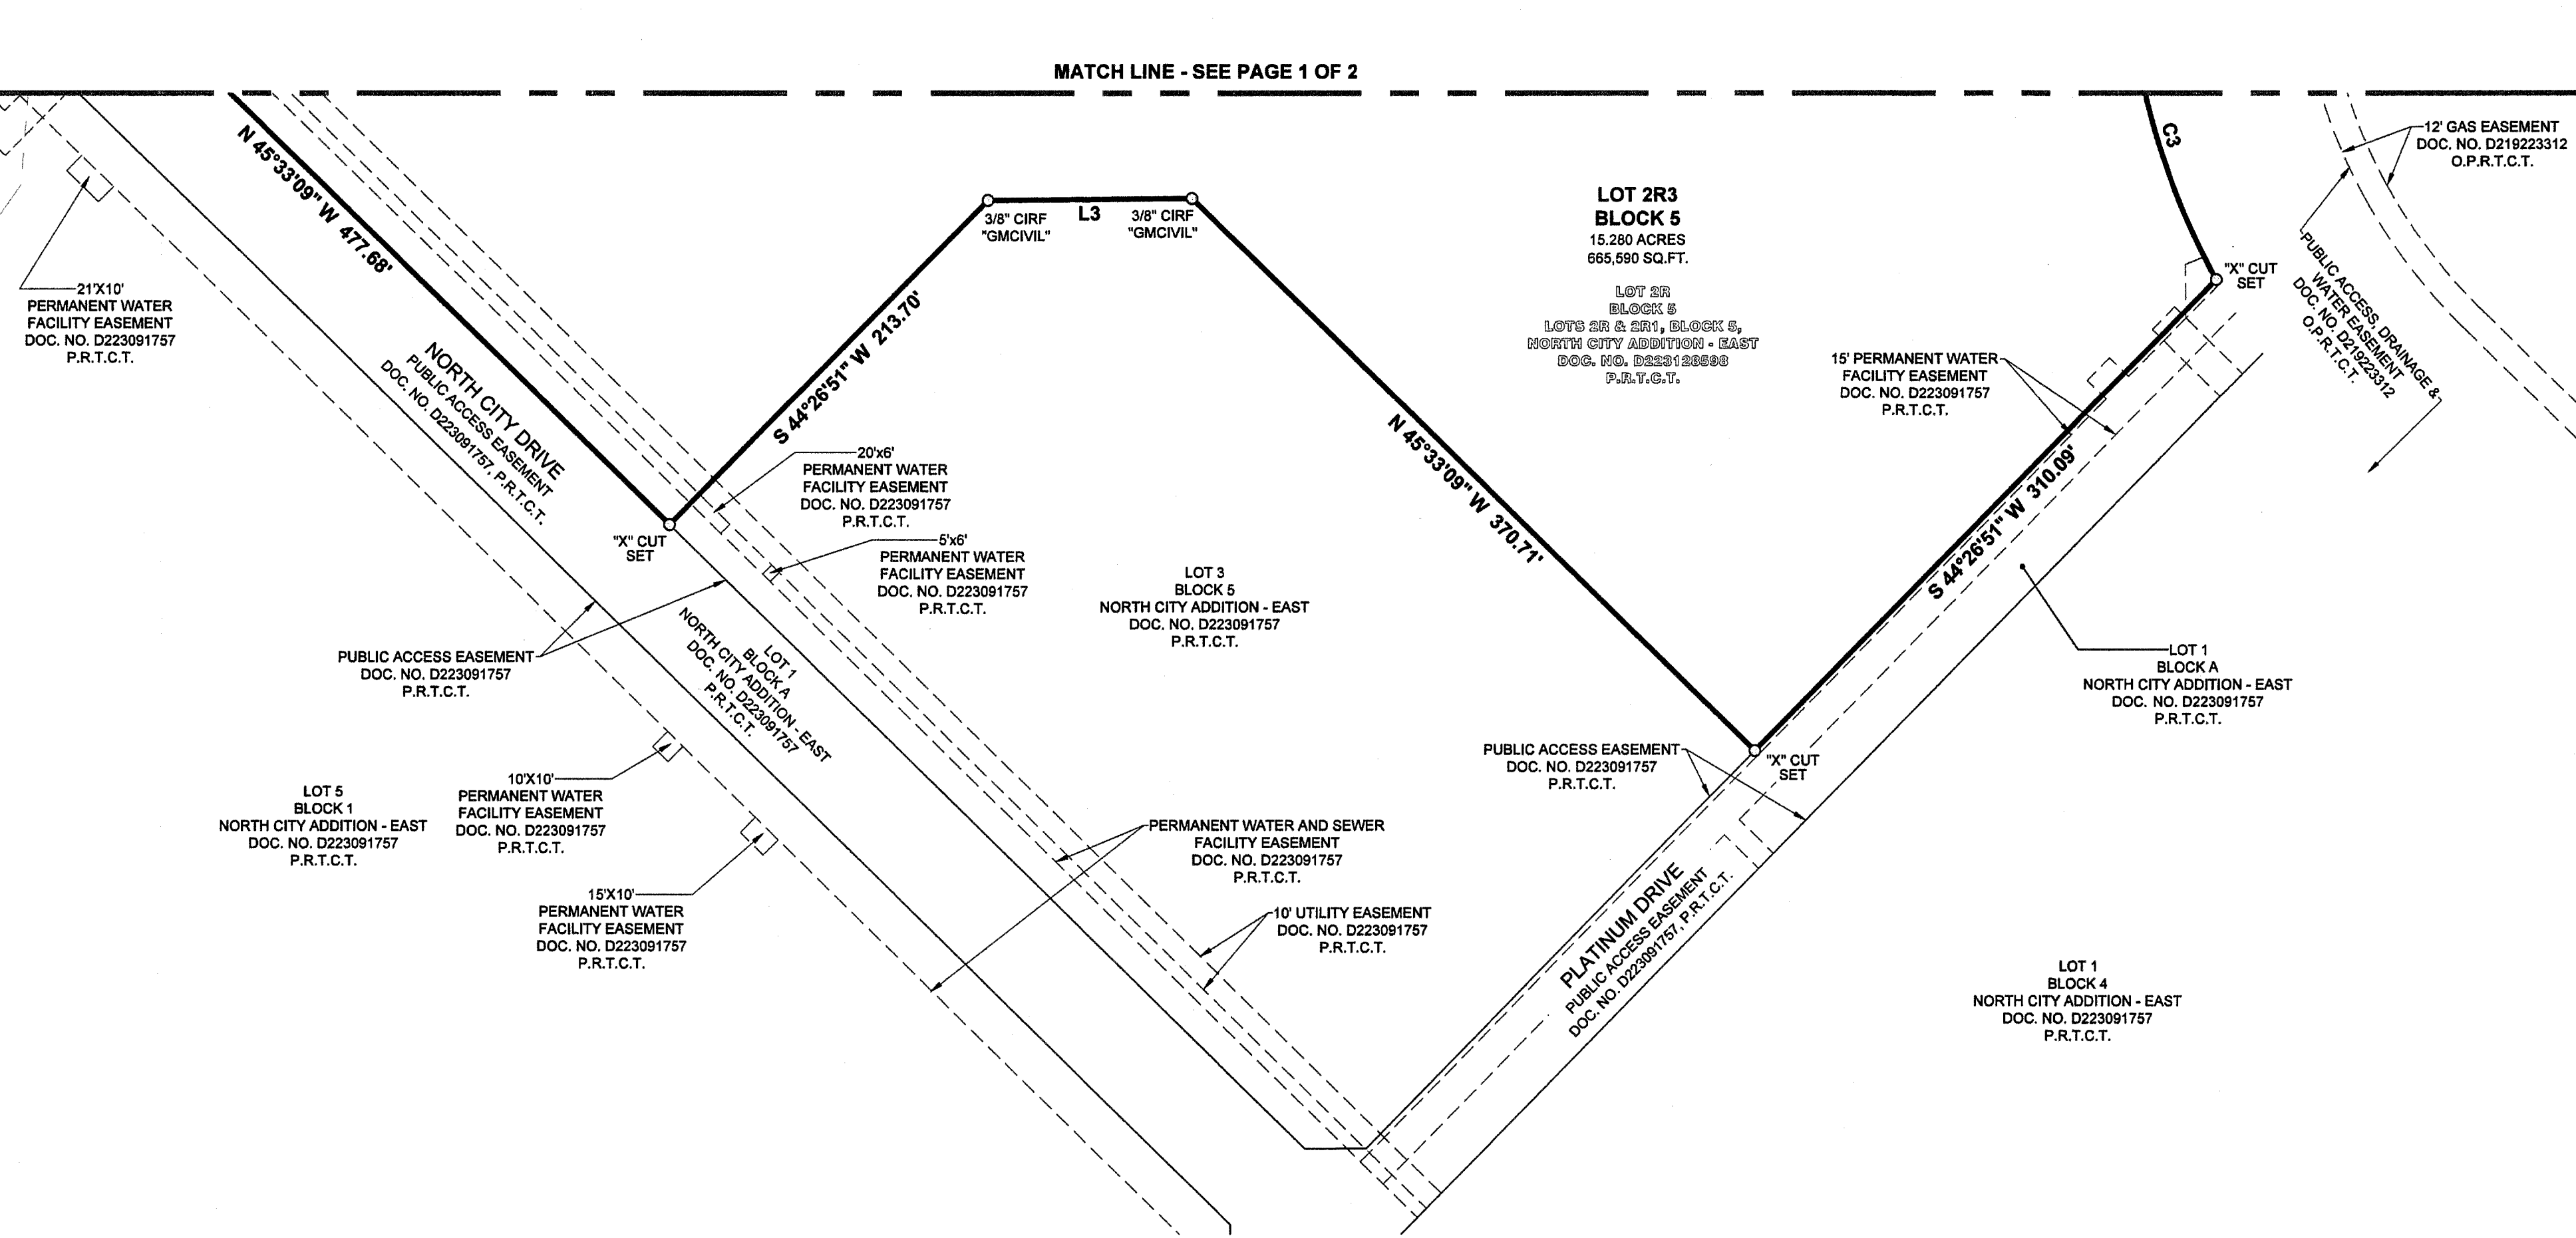 MATCH LINE - SEE PAGE 1 OF 2
N 45°33'09" W 477.68'
21'X10'
PERMANENT WATER
FACILITY EASEMENT
DOC. NO. D223091757
P.R.T.C.T.
NORTH CITY DRIVE
PUBLIC ACCESS EASEMENT
DOC. NO. D223091757, P.R.T.C.T.
3/8" CIRF
"GMCIVIL"
L3
3/8" CIRF
"GMCIVIL"
S 44°26'51" W 213.70'
LOT 2R3
BLOCK 5
15.280 ACRES
665,590 SQ.FT.
LOT 2R
BLOCK 5
LOTS 2R & 2R1, BLOCK 5,
NORTH CITY ADDITION - EAST
DOC. NO. D223128598
P.R.T.C.T.
C3
12' GAS EASEMENT
DOC. NO. D219223312
O.P.R.T.C.T.
"X" CUT
SET
PUBLIC ACCESS, DRAINAGE &
WATER EASEMENT
DOC. NO. D219223312
O.P.R.T.C.T.
15' PERMANENT WATER
FACILITY EASEMENT
DOC. NO. D223091757
P.R.T.C.T.
N 45°33'09" W 370.71'
S 44°26'51" W 310.09'
20'x6'
PERMANENT WATER
FACILITY EASEMENT
DOC. NO. D223091757
P.R.T.C.T.
"X" CUT
SET
5'x6'
PERMANENT WATER
FACILITY EASEMENT
DOC. NO. D223091757
P.R.T.C.T.
LOT 3
BLOCK 5
NORTH CITY ADDITION - EAST
DOC. NO. D223091757
P.R.T.C.T.
PUBLIC ACCESS EASEMENT
DOC. NO. D223091757
P.R.T.C.T.
LOT 1
BLOCK A
NORTH CITY ADDITION - EAST
DOC. NO. D223091757
P.R.T.C.T.
LOT 1
BLOCK A
NORTH CITY ADDITION - EAST
DOC. NO. D223091757
P.R.T.C.T.
PUBLIC ACCESS EASEMENT
DOC. NO. D223091757
P.R.T.C.T.
"X" CUT
SET
LOT 5
BLOCK 1
NORTH CITY ADDITION - EAST
DOC. NO. D223091757
P.R.T.C.T.
10'X10'
PERMANENT WATER
FACILITY EASEMENT
DOC. NO. D223091757
P.R.T.C.T.
15'X10'
PERMANENT WATER
FACILITY EASEMENT
DOC. NO. D223091757
P.R.T.C.T.
PERMANENT WATER AND SEWER
FACILITY EASEMENT
DOC. NO. D223091757
P.R.T.C.T.
10' UTILITY EASEMENT
DOC. NO. D223091757
P.R.T.C.T.
PLATINUM DRIVE
PUBLIC ACCESS EASEMENT
DOC. NO. D223091757, P.R.T.C.T.
LOT 1
BLOCK 4
NORTH CITY ADDITION - EAST
DOC. NO. D223091757
P.R.T.C.T.